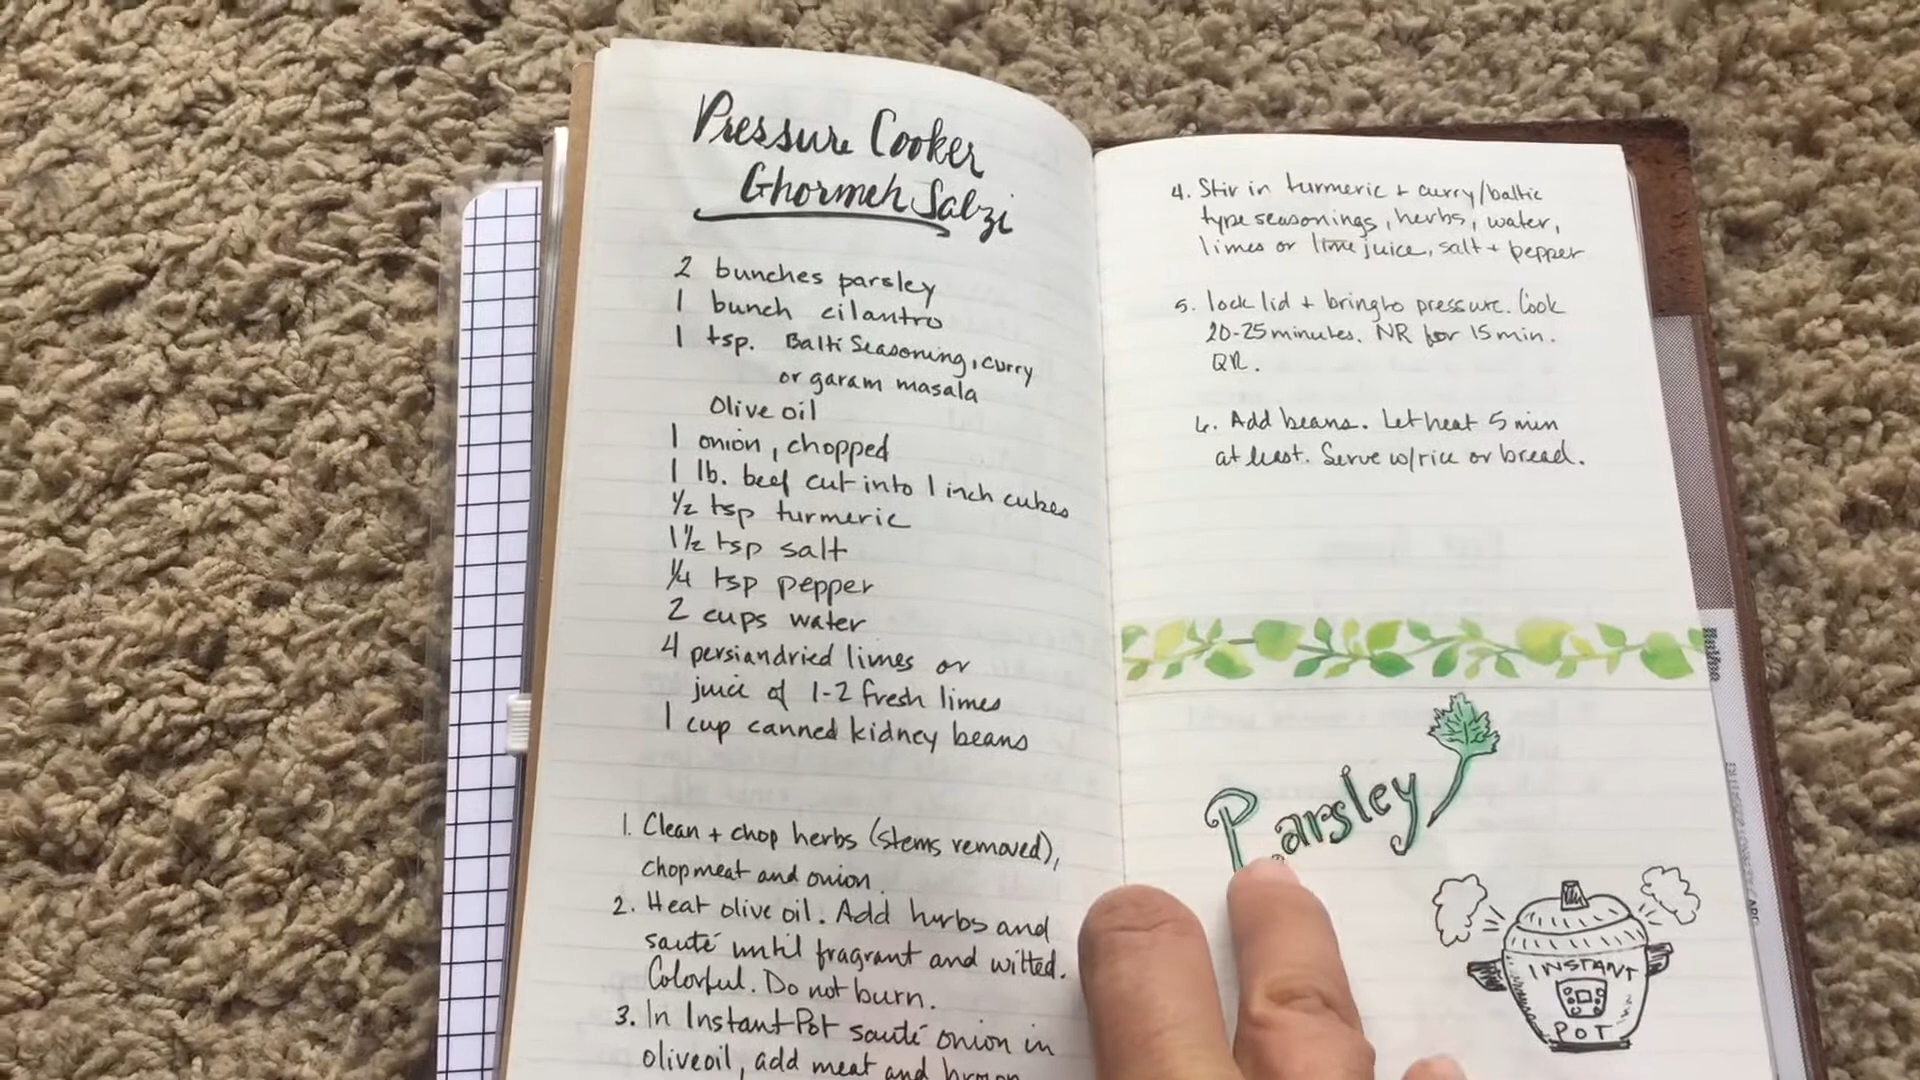 Pressure Cooker
Ghormeh Sabzi
2 bunches parsley
1 bunch cilantro
1 tsp. Balti Seasoning, curry
or garam masala
Olive oil
1 onion, chopped
1 lb. beef cut into 1 inch cubes
1/2 tsp turmeric
1 1/2 tsp salt
1/4 tsp pepper
2 cups water
4 persian dried limes or
juice of 1-2 fresh limes
1 cup canned kidney beans
1. Clean + chop herbs (stems removed),
chop meat and onion.
2. Heat olive oil. Add herbs and
sauté until fragrant and wilted.
Colorful. Do not burn.
3. In Instant Pot sauté onion in
olive oil, add meat and brown
4. Stir in turmeric + curry/baltic
type seasonings, herbs, water,
limes or lime juice, salt + pepper
5. lock lid + bring to pressure. Cook
20-25 minutes. NR for 15 min.
QR.
6. Add beans. Let heat 5 min
at least. Serve w/rice or bread.
Parsley
INSTANT
POT